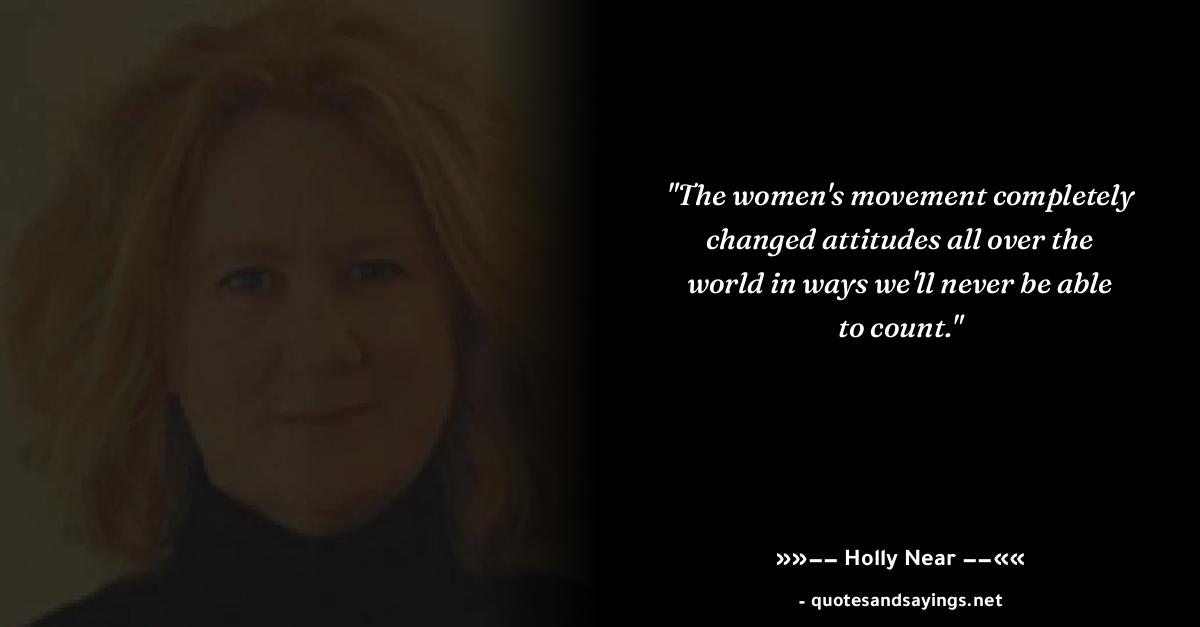 "The women's movement completely
changed attitudes all over the
world in ways we'll never be able
to count."
»»−− Holly Near −−««
- quotesandsayings.net